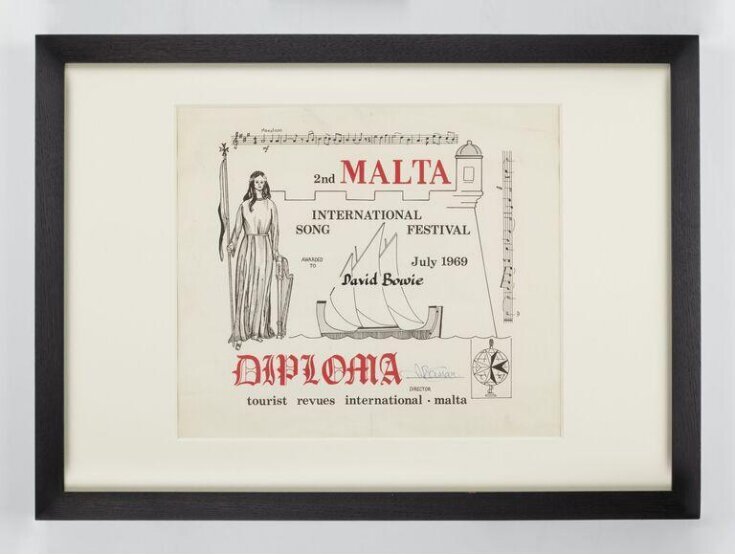 2nd MALTA
INTERNATIONAL
SONG FESTIVAL
AWARDED
TO
July 1969
David Bowie
DIPLOMA
DIRECTOR
tourist revues international · malta